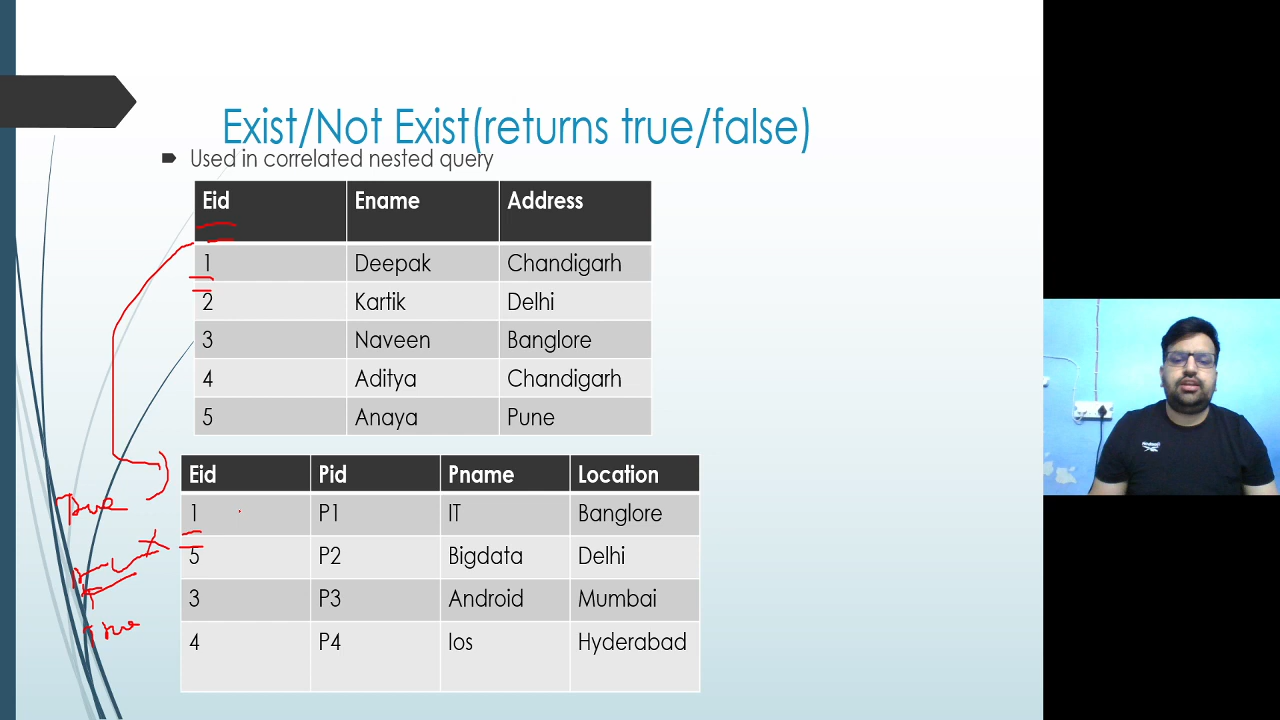 Exist/Not Exist(returns true/false)
Used in correlated nested query
Eid Ename Address
1 Deepak Chandigarh
2 Kartik Delhi
3 Naveen Banglore
4 Aditya Chandigarh
5 Anaya Pune
Eid Pid Pname Location
1 P1 IT Banglore
5 P2 Bigdata Delhi
3 P3 Android Mumbai
4 P4 Ios Hyderabad
true